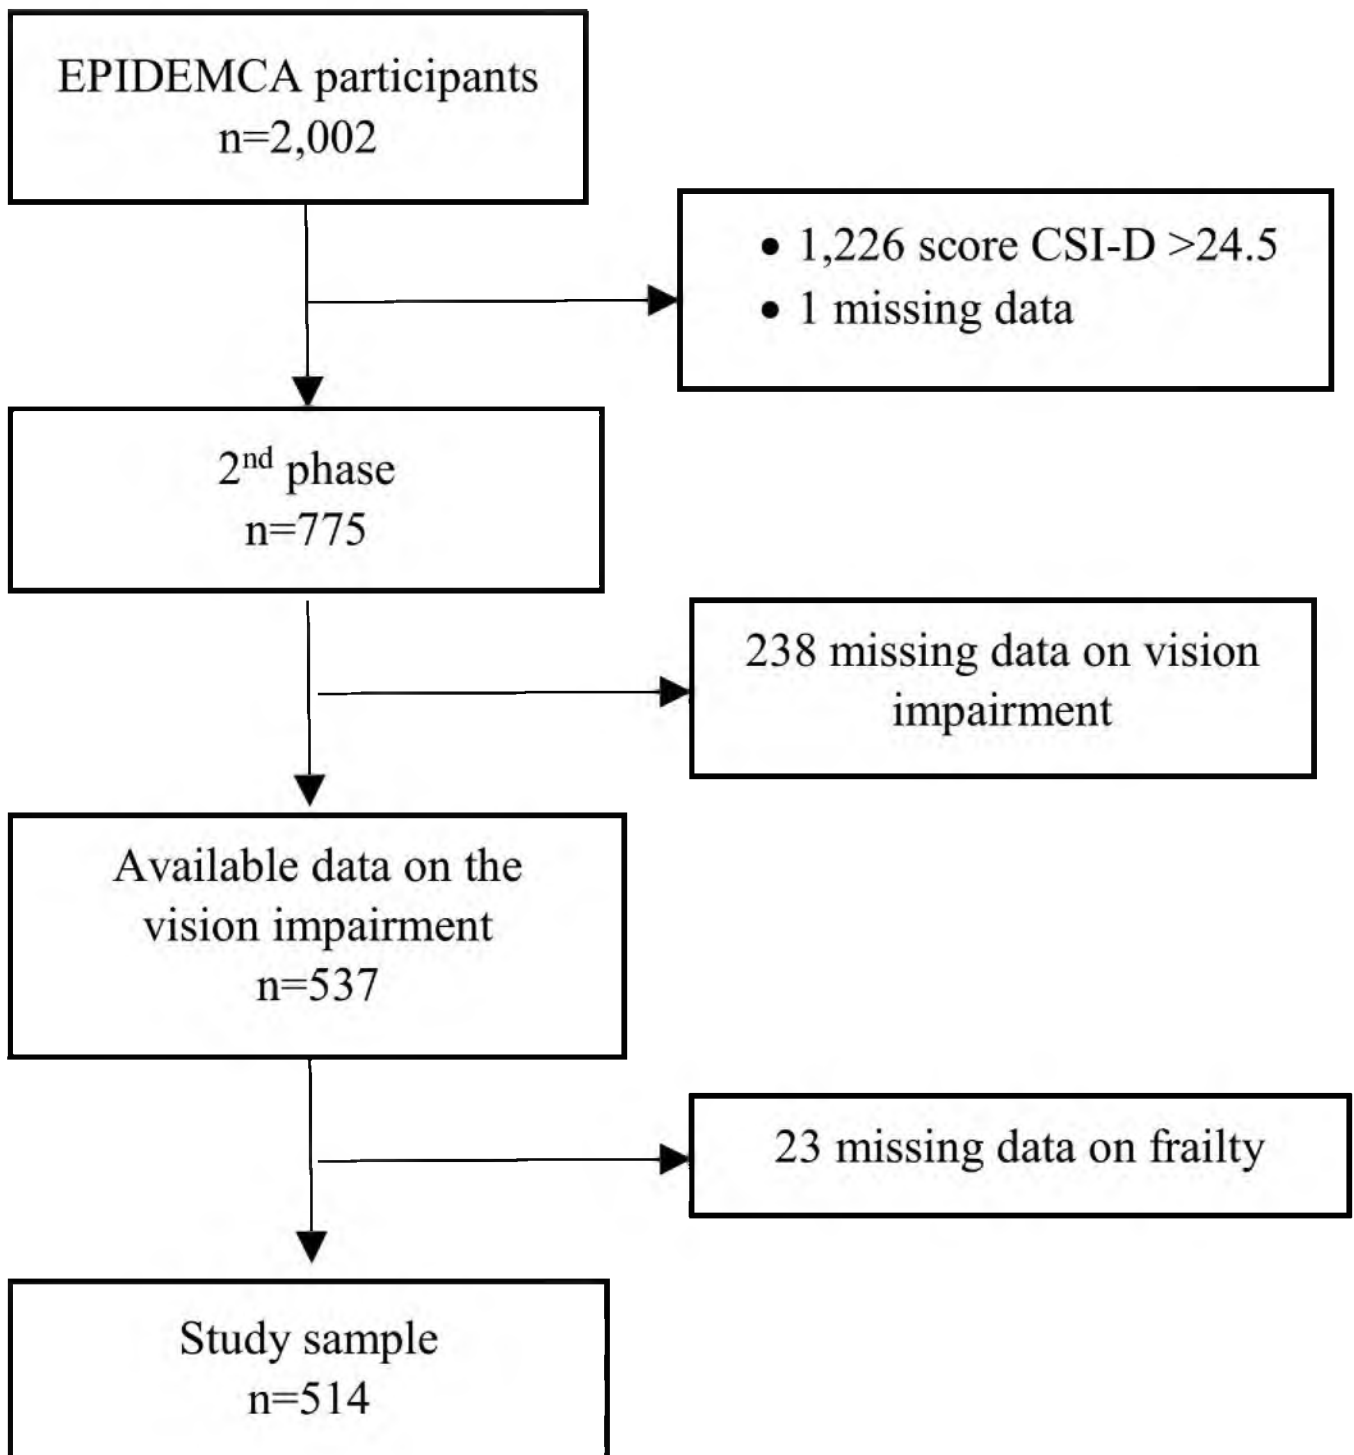 EPIDEMCA participants
n=2,002
• 1,226 score CSI-D >24.5
• 1 missing data
2nd phase
n=775
238 missing data on vision
impairment
Available data on the
vision impairment
n=537
23 missing data on frailty
Study sample
n=514